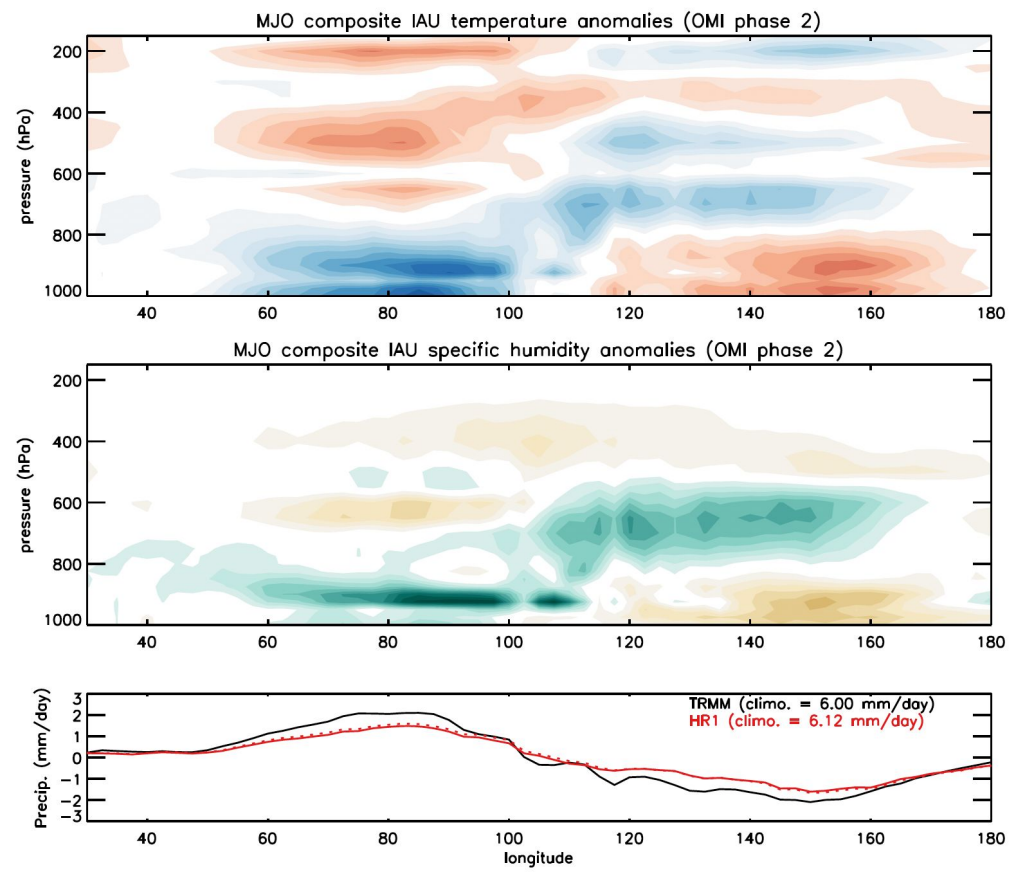 MJO composite IAU temperature anomalies (OMI phase 2)
200
400
600
800
1000
pressure (hPa)
40 60 80 100 120 140 160 180
MJO composite IAU specific humidity anomalies (OMI phase 2)
200
400
600
800
1000
pressure (hPa)
40 60 80 100 120 140 160 180
3
2
1
0
−1
−2
−3
Precip. (mm/day)
TRMM (climo. = 6.00 mm/day)
HR1 (climo. = 6.12 mm/day)
40 60 80 100 120 140 160 180
longitude